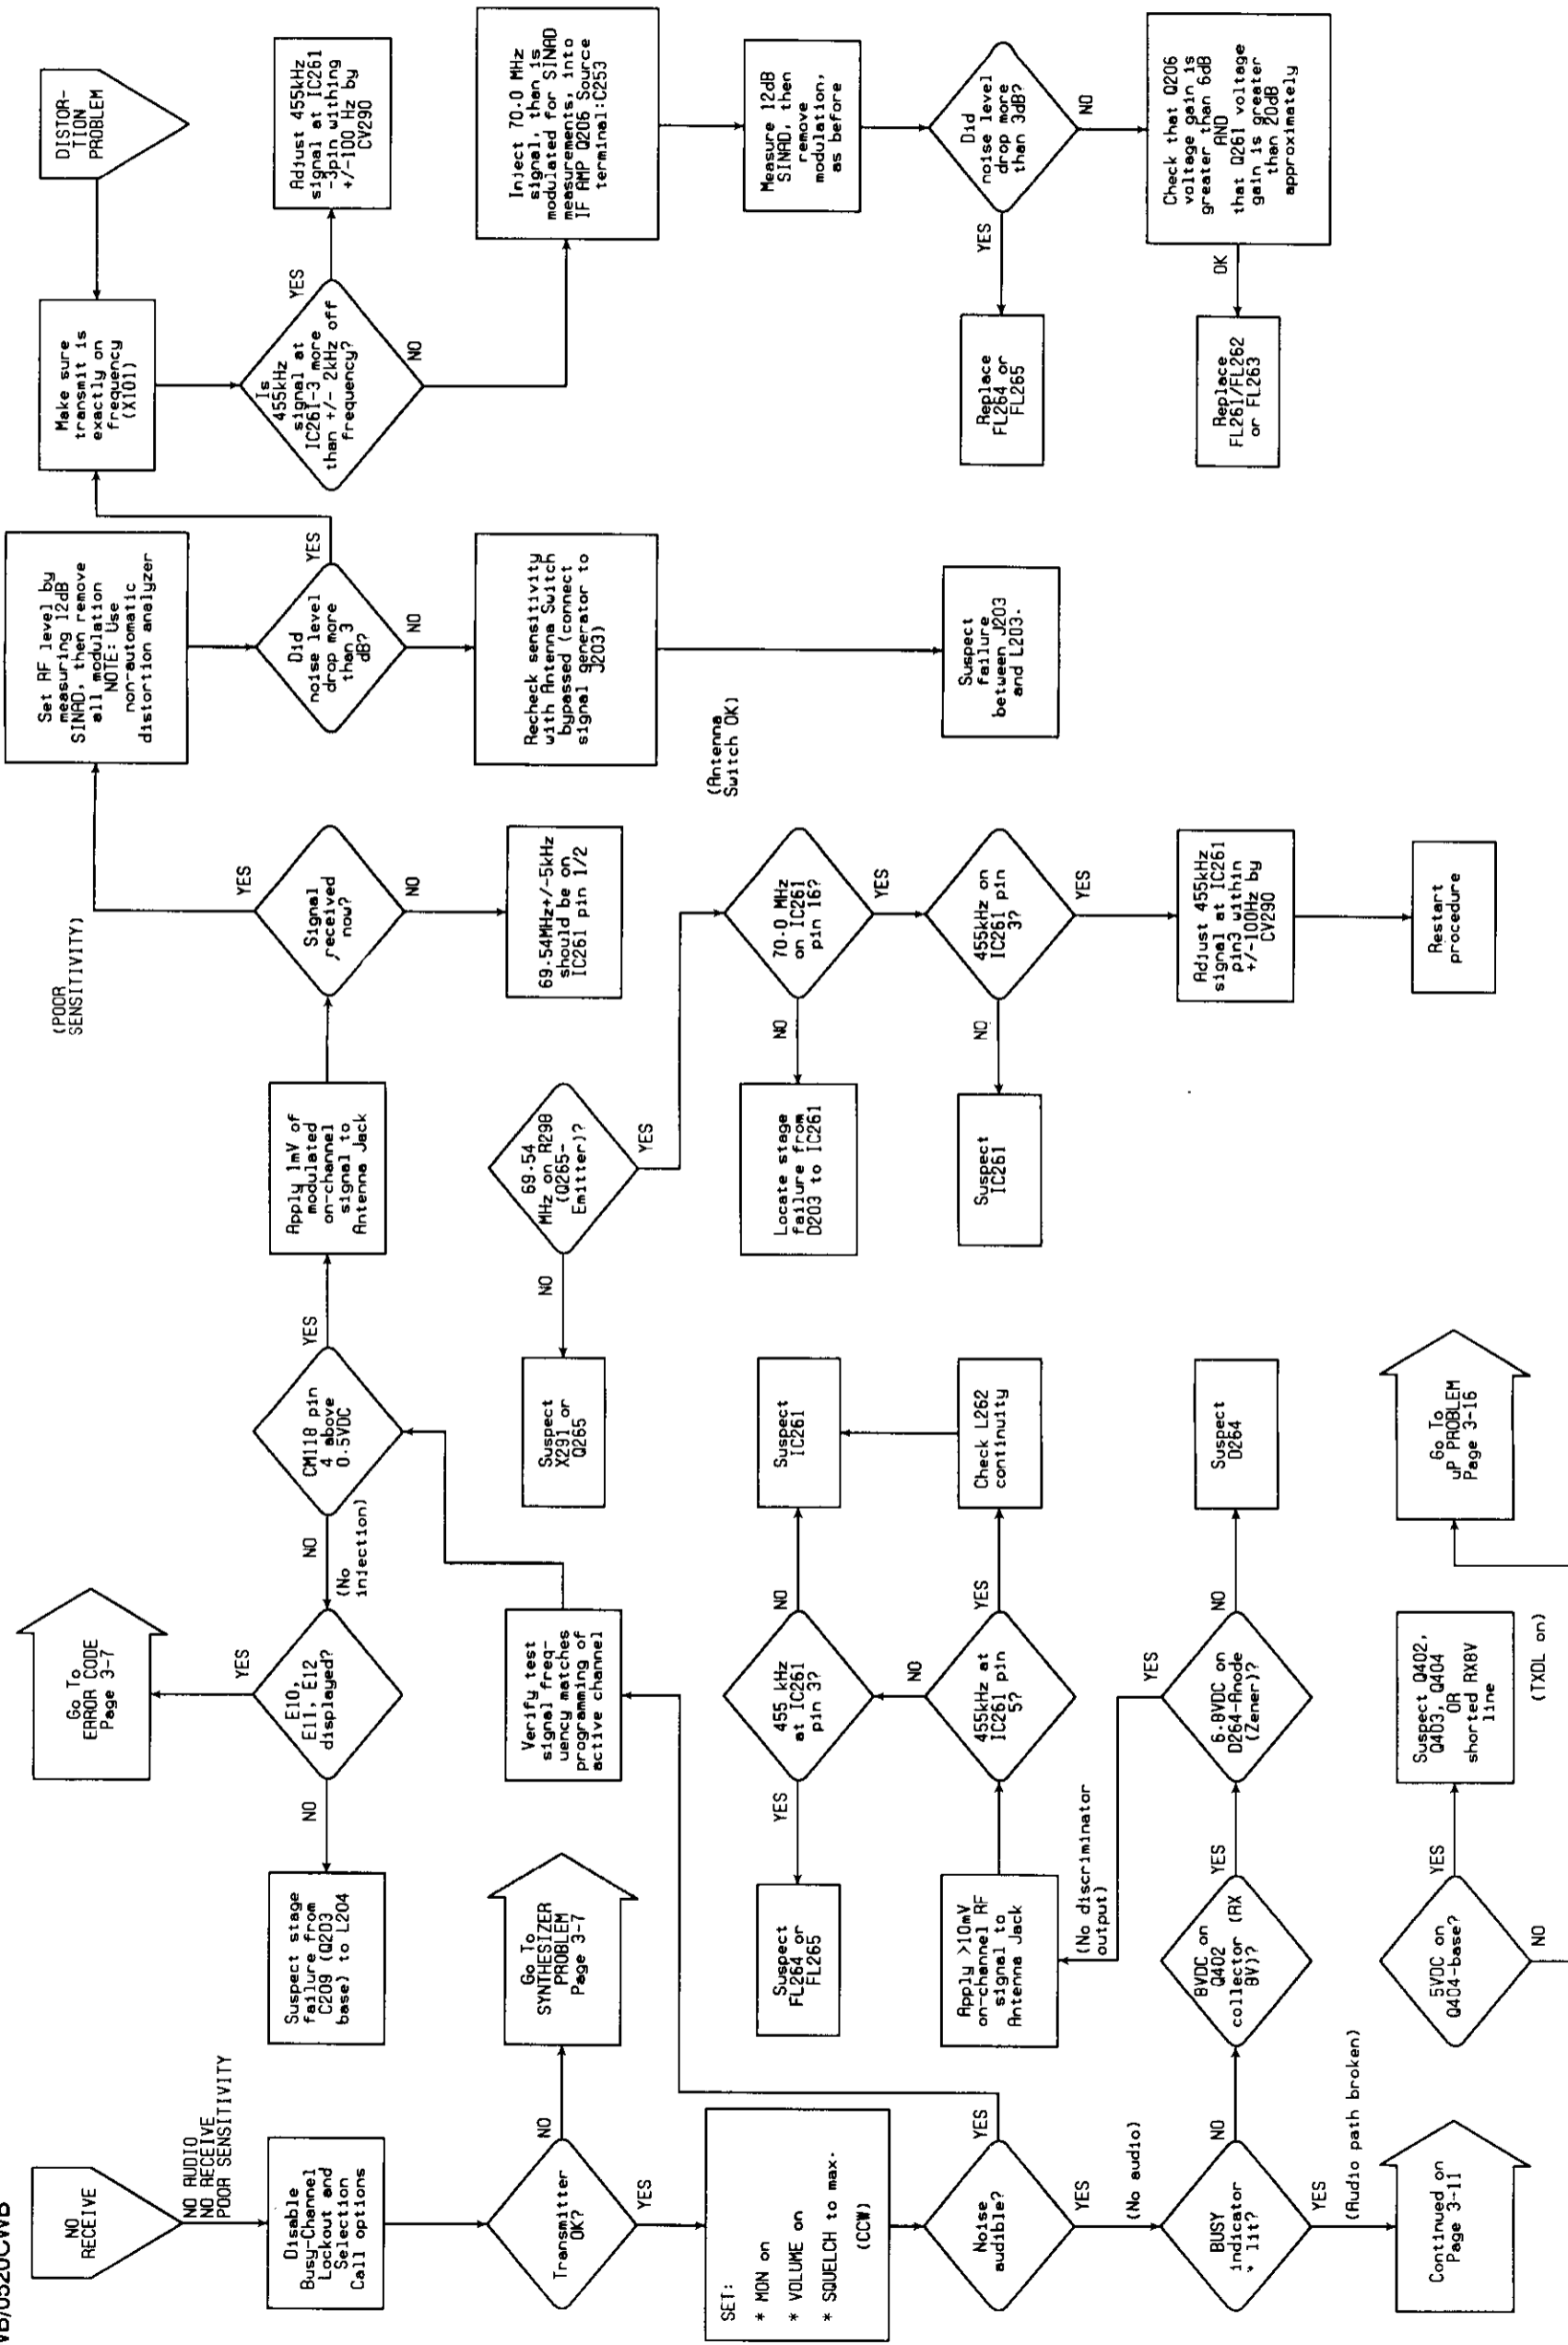 VB/0520CWB
NO
RECEIVE
NO AUDIO
NO RECEIVE
POOR SENSITIVITY
Disable
Busy-Channel
Lockout and
Selection
Call options
Transmitter
OK?
NO
Go To
SYNTHESIZER
PROBLEM
Page 3-7
YES
SET:
* MON on
* VOLUME on
* SQUELCH to max.
(CCW)
Noise
audible?
YES
YES
(No audio)
BUSY
indicator
* lit?
NO
YES
(Audio path broken)
Continued on
Page 3-11
8VDC on
Q402
collector (RX
8V)?
YES
6.8VDC on
D264-Anode
(Zener)?
NO
Suspect
D264
YES
(No discriminator
output)
Apply >10mV
on-channel RF
signal to
Antenna Jack
455kHz at
IC261 pin
5?
YES
Check L262
continuity
NO
455 kHz
at IC261
pin 3?
NO
Suspect
IC261
YES
Suspect
FL264 or
FL265
5VDC on
Q404-base?
YES
Suspect Q402,
Q403, Q404
OR
shorted RX8V
line
NO
(TXDL on)
Go To
uP PROBLEM
Page 3-16
Verify test
signal freq-
uency matches
programming of
active channel
CM118 pin
4 above
0.5VDC
NO
(No
injection)
E10,
E11, E12
displayed?
YES
Go To
ERROR CODE
Page 3-7
NO
Suspect stage
failure from
C209 (Q203
base) to L204
YES
Apply 1mV of
modulated
on-channel
signal to
Antenna Jack
Signal
received
now?
NO
69.54MHz+/-5kHz
should be on
IC261 pin 1/2
69.54
MHz on R298
(Q265-
Emitter)?
NO
Suspect
X291 or
Q265
YES
70.0 MHz
on IC261
pin 16?
NO
Locate stage
failure from
D203 to IC261
YES
455kHz on
IC261 pin
3?
NO
Suspect
IC261
YES
Adjust 455kHz
signal at IC261
pin3 within
+/-100Hz by
CV290
Restart
procedure
YES
(POOR
SENSITIVITY)
Set RF level by
measuring 12dB
SINAD, then remove
all modulation
NOTE: Use
non-automatic
distortion analyzer
Did
noise level
drop more
than 3
dB?
NO
Recheck sensitivity
with Antenna Switch
bypassed (connect
signal generator to
J203)
(Antenna
Switch OK)
Suspect
failure
between J203
and L203.
YES
DISTOR-
TION
PROBLEM
Make sure
transmit is
exactly on
frequency
(X101)
Is
455kHz
signal at
IC261-3 more
than +/- 2kHz off
frequency?
YES
Adjust 455kHz
signal at IC261
-3pin withing
+/-100 Hz by
CV290
NO
Inject 70.0 MHz
signal, than is
modulated for SINAD
measurements, into
IF AMP Q206 Source
terminal:C253
Measure 12dB
SINAD, then
remove
modulation,
as before
Did
noise level
drop more
than 3dB?
YES
Replace
FL264 or
FL265
NO
Check that Q206
voltage gain is
greater than 6dB
AND
that Q261 voltage
gain is greater
than 20dB
approximately
OK
Replace
FL261/FL262
or FL263